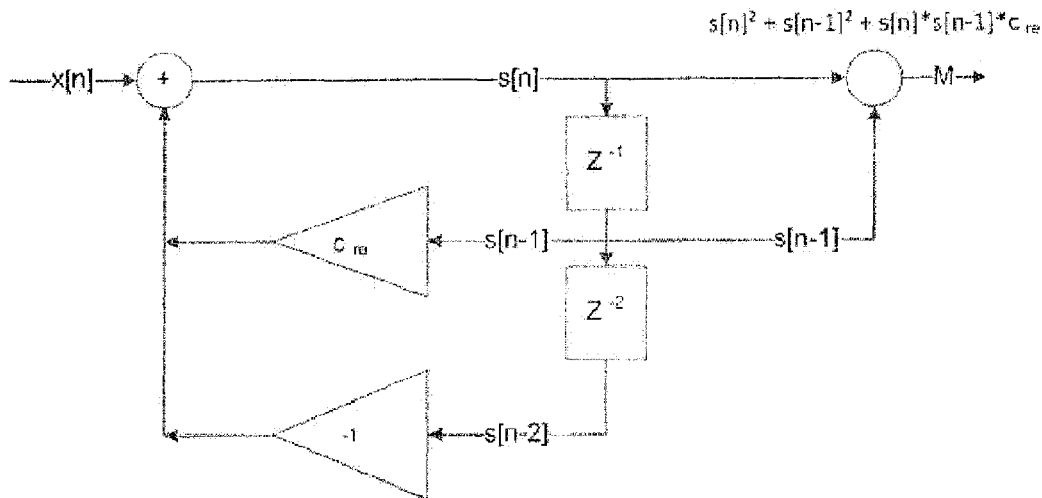 s[n]² + s[n-1]² + s[n]*s[n-1]*c re
x[n]
+
s[n]
M
Z -1
c re
s[n-1]
s[n-1]
Z -2
-1
s[n-2]